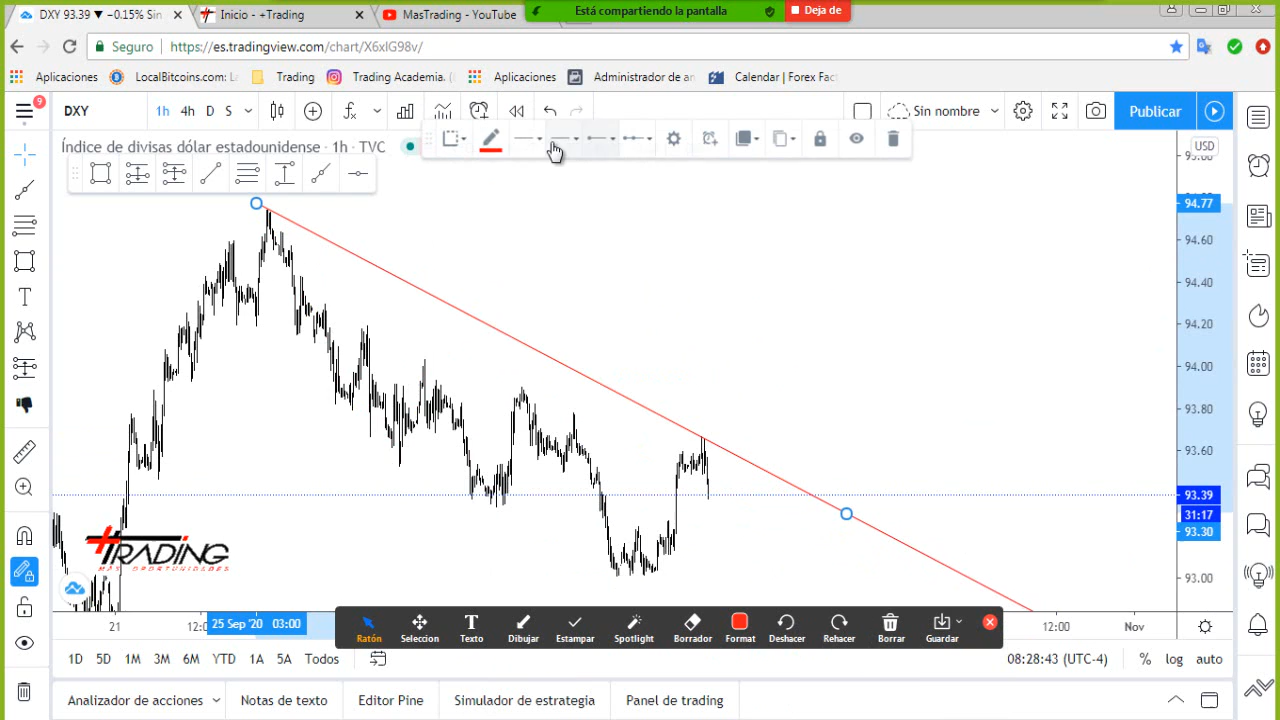 DXY 93.39 ▼ −0.15% Sin
Inicio - +Trading
MasTrading - YouTube
Está compartiendo la pantalla
Deja de
Seguro
https://es.tradingview.com/chart/X6xIG98v/
Aplicaciones
LocalBitcoins.com: L
Trading
Trading Academia. (
Aplicaciones
Administrador de an
Calendar | Forex Fact
9
DXY
1h
4h
D
S
Sin nombre
Publicar
Índice de divisas dólar estadounidense · 1h · TVC
USD
95.00
94.77
94.60
94.40
94.20
94.00
93.80
93.60
93.39
31:17
93.30
93.00
TRADING
MÁS OPORTUNIDADES
21
12:0
25 Sep '20 03:00
12:00
Nov
Ratón
Seleccion
Texto
Dibujar
Estampar
Spotlight
Borrador
Format
Deshacer
Rehacer
Borrar
Guardar
1D
5D
1M
3M
6M
YTD
1A
5A
Todos
08:28:43 (UTC-4)
%
log
auto
Analizador de acciones
Notas de texto
Editor Pine
Simulador de estrategia
Panel de trading